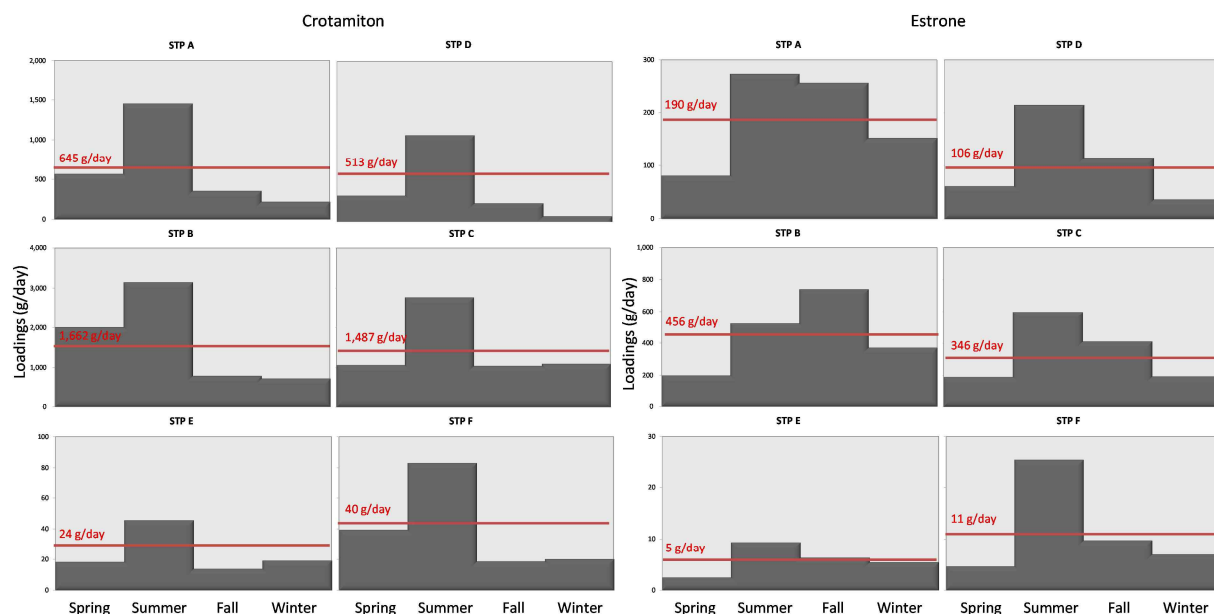 Crotamiton
Estrone
STP A
STP D
STP A
STP D
2,000
1,500
1,000
500
0
645 g/day
513 g/day
300
200
100
0
190 g/day
106 g/day
STP B
STP C
STP B
STP C
Loadings (g/day)
4,000
3,000
2,000
1,000
0
1,662 g/day
1,487 g/day
Loadings (g/day)
1,000
800
600
400
200
0
456 g/day
346 g/day
STP E
STP F
STP E
STP F
100
80
60
40
20
0
24 g/day
40 g/day
30
20
10
0
5 g/day
11 g/day
Spring Summer Fall Winter
Spring Summer Fall Winter
Spring Summer Fall Winter
Spring Summer Fall Winter